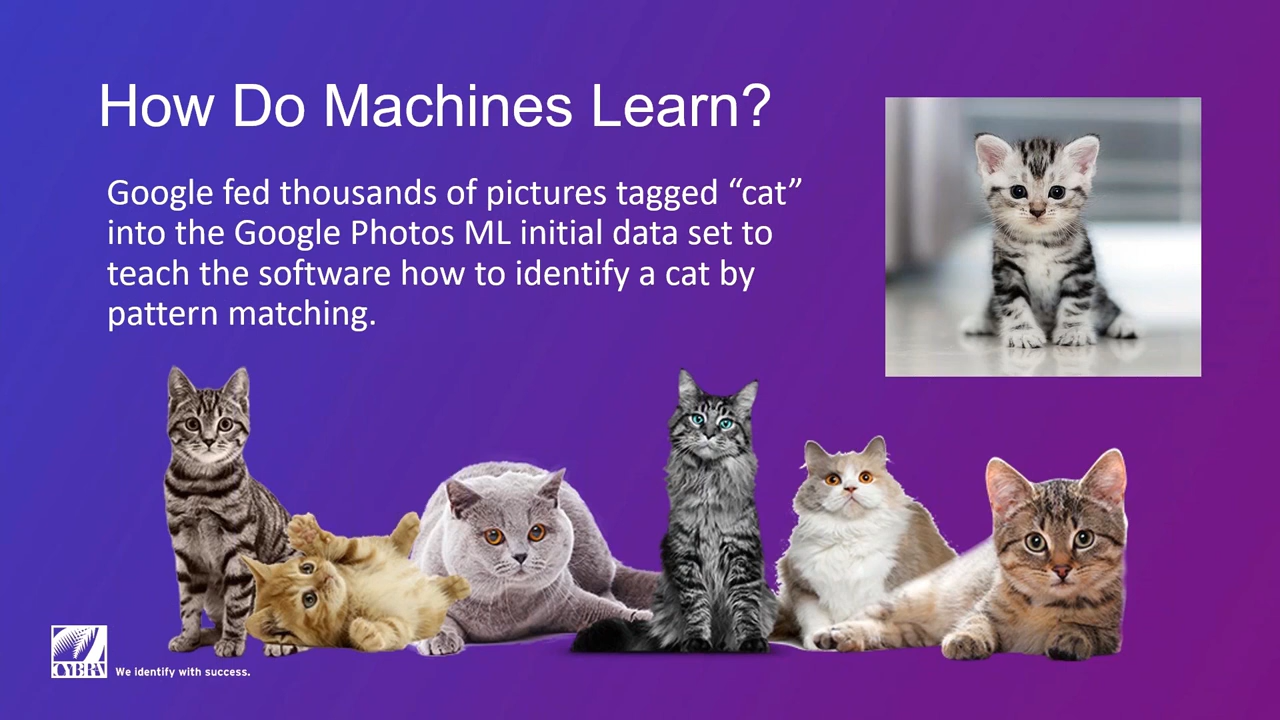 How Do Machines Learn?
Google fed thousands of pictures tagged “cat”
into the Google Photos ML initial data set to
teach the software how to identify a cat by
pattern matching.
We identify with success.